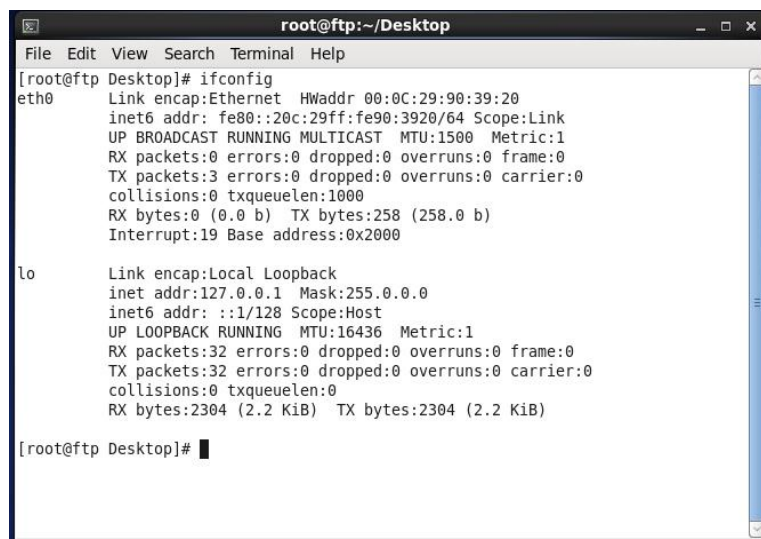 root@ftp:~/Desktop
File Edit View Search Terminal Help
[root@ftp Desktop]# ifconfig
eth0      Link encap:Ethernet  HWaddr 00:0C:29:90:39:20
          inet6 addr: fe80::20c:29ff:fe90:3920/64 Scope:Link
          UP BROADCAST RUNNING MULTICAST  MTU:1500  Metric:1
          RX packets:0 errors:0 dropped:0 overruns:0 frame:0
          TX packets:3 errors:0 dropped:0 overruns:0 carrier:0
          collisions:0 txqueuelen:1000
          RX bytes:0 (0.0 b)  TX bytes:258 (258.0 b)
          Interrupt:19 Base address:0x2000
lo        Link encap:Local Loopback
          inet addr:127.0.0.1  Mask:255.0.0.0
          inet6 addr: ::1/128 Scope:Host
          UP LOOPBACK RUNNING  MTU:16436  Metric:1
          RX packets:32 errors:0 dropped:0 overruns:0 frame:0
          TX packets:32 errors:0 dropped:0 overruns:0 carrier:0
          collisions:0 txqueuelen:0
          RX bytes:2304 (2.2 KiB)  TX bytes:2304 (2.2 KiB)
[root@ftp Desktop]#